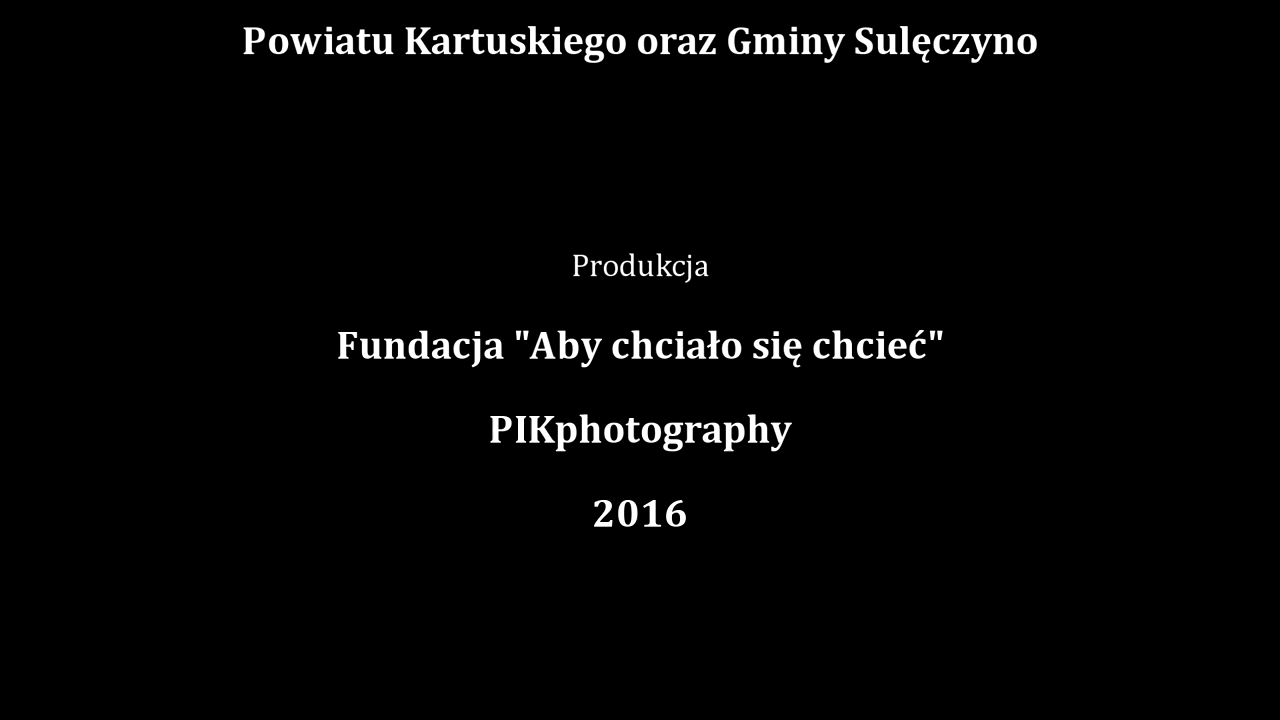 Powiatu Kartuskiego oraz Gminy Sulęczyno
Produkcja
Fundacja "Aby chciało się chcieć"
PIKphotography
2016